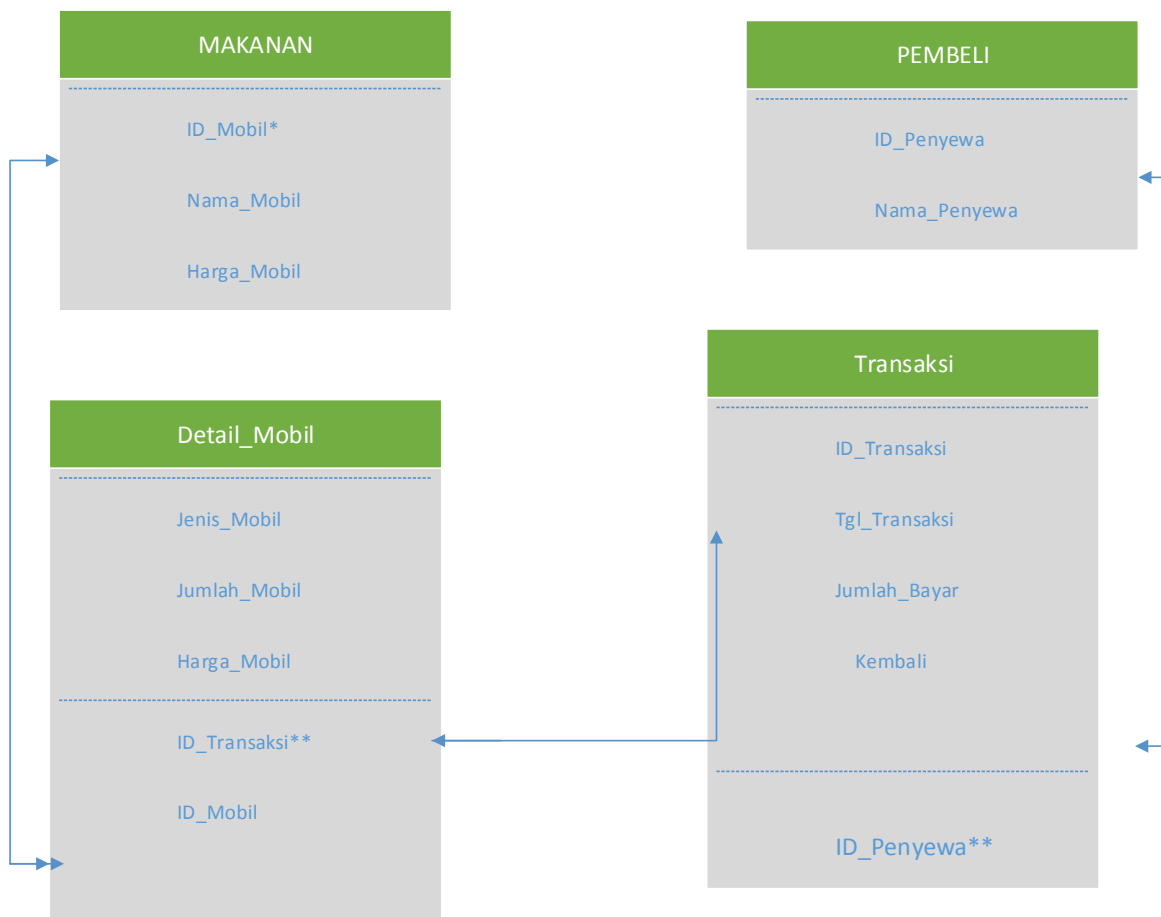 MAKANAN
ID_Mobil*
Nama_Mobil
Harga_Mobil
PEMBELI
ID_Penyewa
Nama_Penyewa
Detail_Mobil
Jenis_Mobil
Jumlah_Mobil
Harga_Mobil
ID_Transaksi**
ID_Mobil
Transaksi
ID_Transaksi
Tgl_Transaksi
Jumlah_Bayar
Kembali
ID_Penyewa**